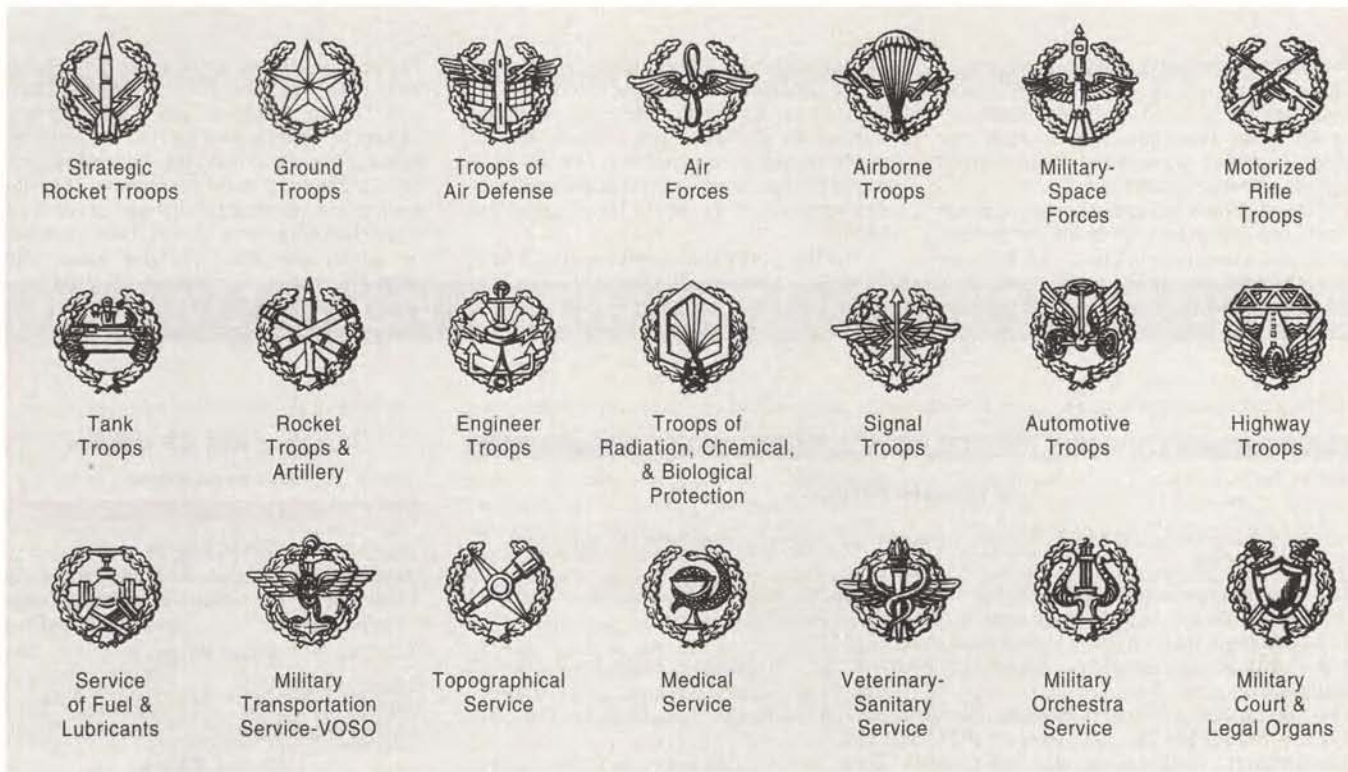 Strategic
Rocket Troops
Ground
Troops
Troops of
Air Defense
Air
Forces
Airborne
Troops
Military-
Space
Forces
Motorized
Rifle
Troops
Tank
Troops
Rocket
Troops &
Artillery
Engineer
Troops
Troops of
Radiation, Chemical,
& Biological
Protection
Signal
Troops
Automotive
Troops
Highway
Troops
Service
of Fuel &
Lubricants
Military
Transportation
Service-VOSO
Topographical
Service
Medical
Service
Veterinary-
Sanitary
Service
Military
Orchestra
Service
Military
Court &
Legal Organs